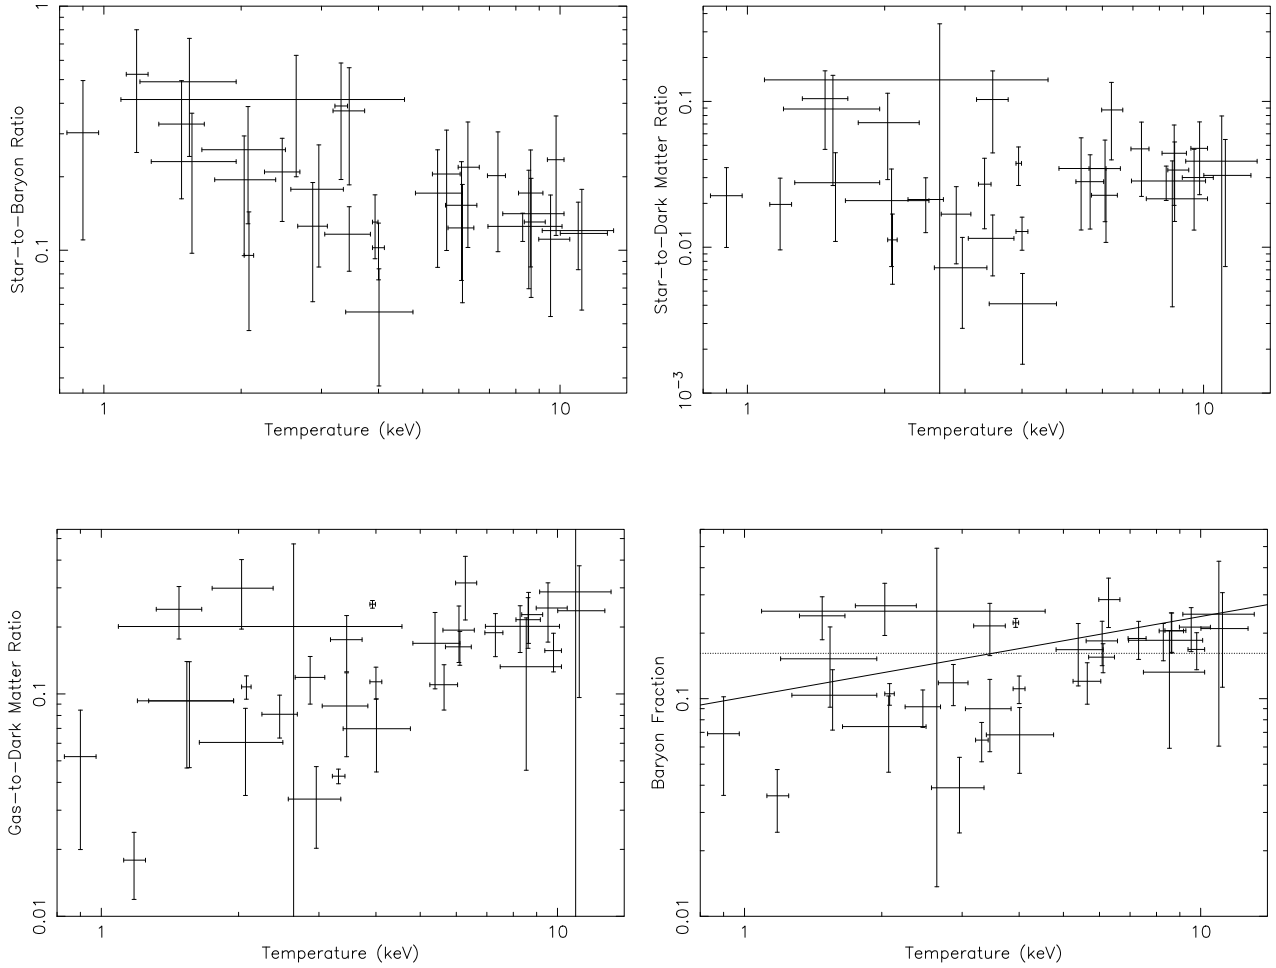 1
0.1
Star-to-Baryon Ratio
1
10
Temperature (keV)
0.1
0.01
10−3
Star-to-Dark Matter Ratio
1
10
Temperature (keV)
0.1
0.01
Gas-to-Dark Matter Ratio
1
10
Temperature (keV)
0.1
0.01
Baryon Fraction
1
10
Temperature (keV)